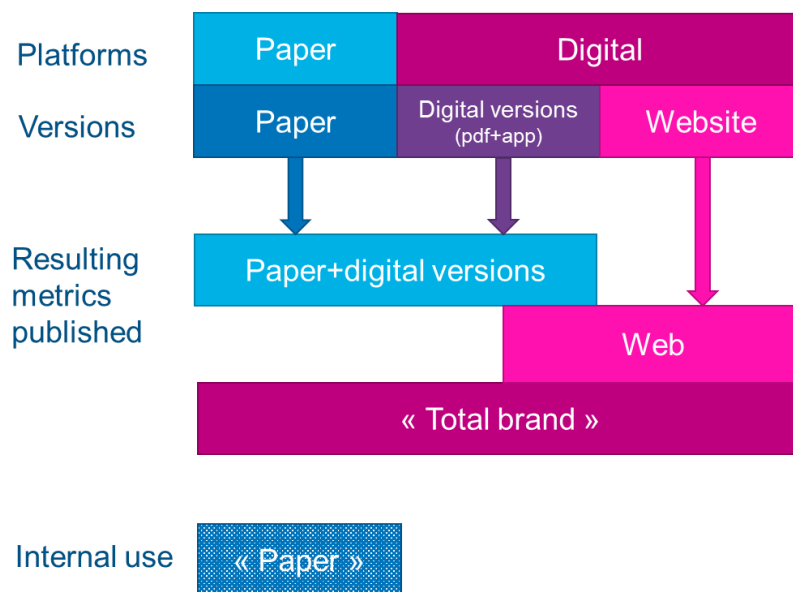 Platforms
Paper
Digital
Versions
Paper
Digital versions
(pdf+app)
Website
Resulting
metrics
published
Paper+digital versions
Web
« Total brand »
Internal use
« Paper »